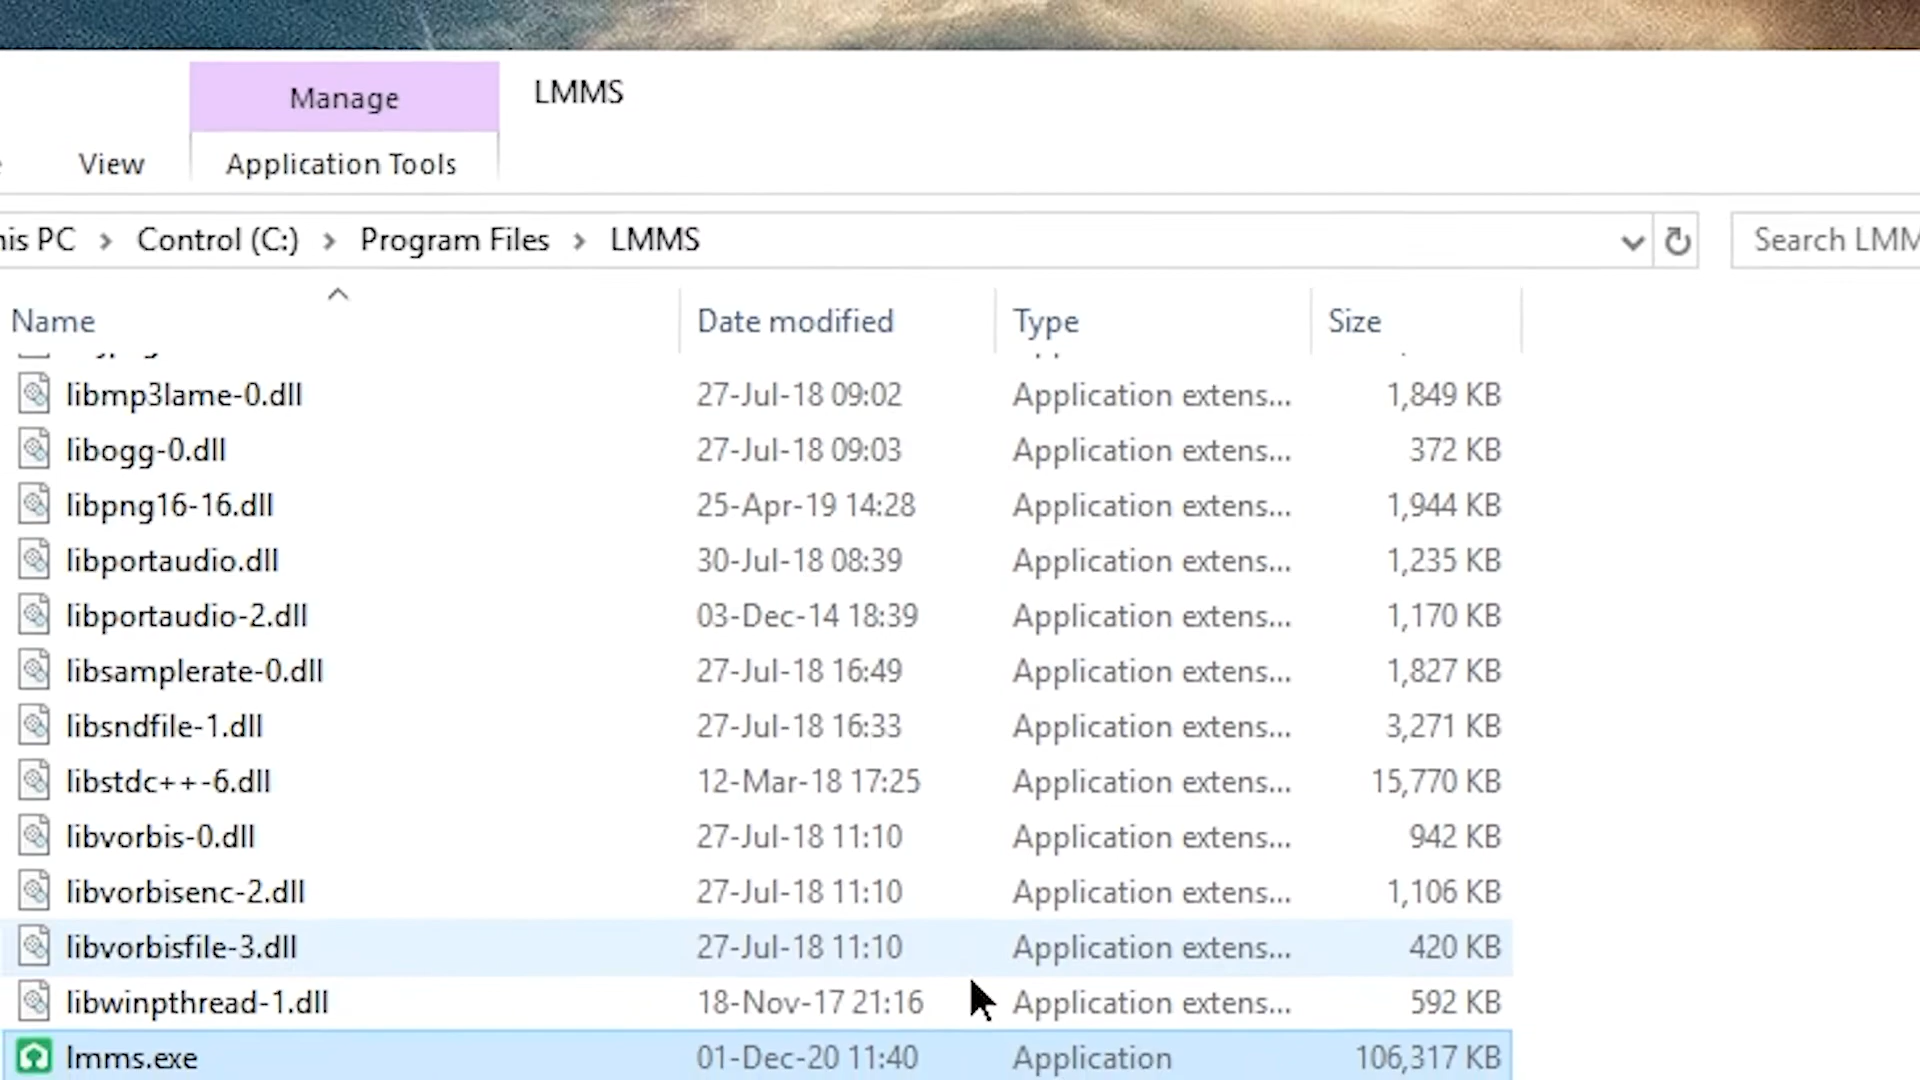 Manage LMMS
View Application Tools
his PC > Control (C:) > Program Files > LMMS Search LMM
Name Date modified Type Size
libmp3lame-0.dll 27-Jul-18 09:02 Application extens... 1,849 KB
libogg-0.dll 27-Jul-18 09:03 Application extens... 372 KB
libpng16-16.dll 25-Apr-19 14:28 Application extens... 1,944 KB
libportaudio.dll 30-Jul-18 08:39 Application extens... 1,235 KB
libportaudio-2.dll 03-Dec-14 18:39 Application extens... 1,170 KB
libsamplerate-0.dll 27-Jul-18 16:49 Application extens... 1,827 KB
libsndfile-1.dll 27-Jul-18 16:33 Application extens... 3,271 KB
libstdc++-6.dll 12-Mar-18 17:25 Application extens... 15,770 KB
libvorbis-0.dll 27-Jul-18 11:10 Application extens... 942 KB
libvorbisenc-2.dll 27-Jul-18 11:10 Application extens... 1,106 KB
libvorbisfile-3.dll 27-Jul-18 11:10 Application extens... 420 KB
libwinpthread-1.dll 18-Nov-17 21:16 Application extens... 592 KB
lmms.exe 01-Dec-20 11:40 Application 106,317 KB